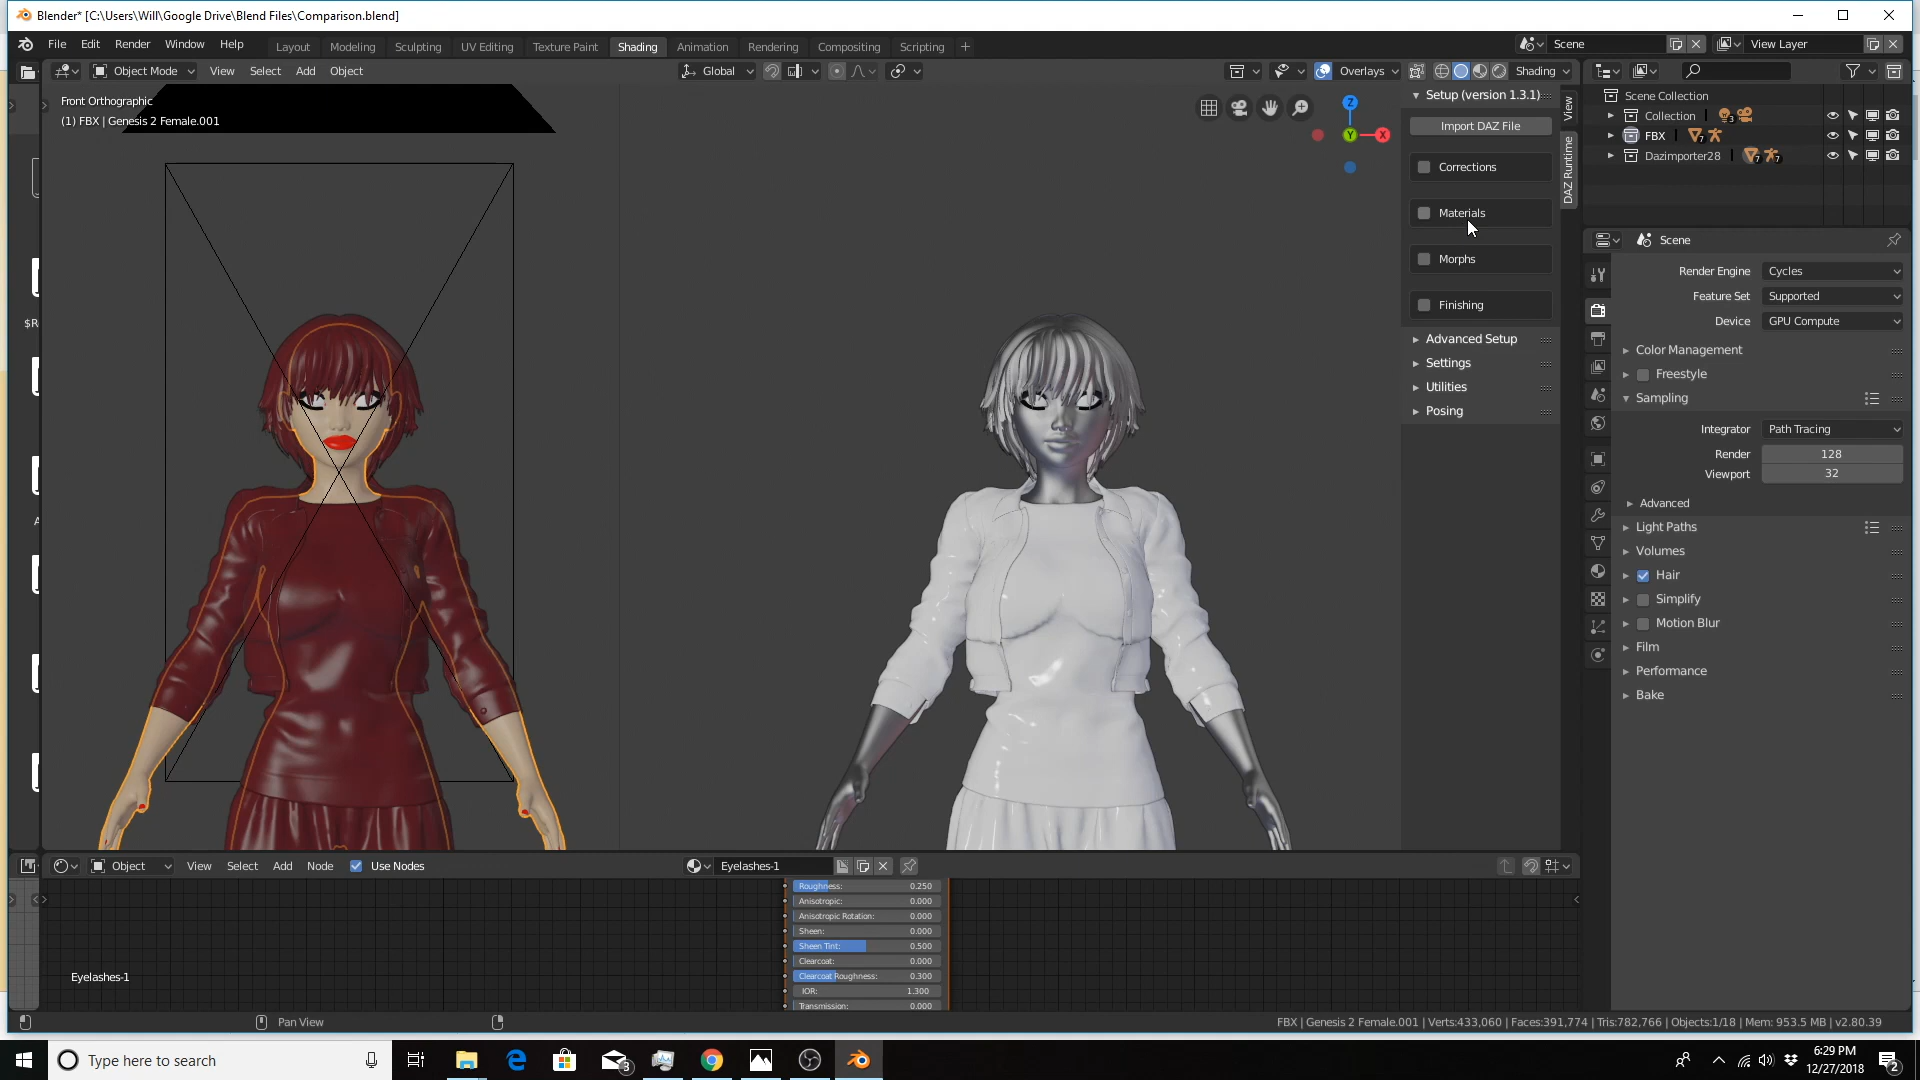 Blender* [C:\Users\Will\Google Drive\Blend Files\Comparison.blend]
File Edit Render Window Help Layout Modeling Sculpting UV Editing Texture Paint Shading Animation Rendering Compositing Scripting + Scene View Layer
Object Mode View Select Add Object Global Overlays Shading
Front Orthographic
(1) FBX | Genesis 2 Female.001
Z
Y
X
Setup (version 1.3.1)
Import DAZ File
Corrections
Materials
Morphs
Finishing
Advanced Setup
Settings
Utilities
Posing
View
DAZ Runtime
Scene Collection
Collection 3
FBX 7
Dazimporter28 7 7
Scene
Render Engine Cycles
Feature Set Supported
Device GPU Compute
Color Management
Freestyle
Sampling
Integrator Path Tracing
Render 128
Viewport 32
Advanced
Light Paths
Volumes
Hair
Simplify
Motion Blur
Film
Performance
Bake
$R
Object View Select Add Node Use Nodes Eyelashes-1
Roughness: 0.250
Anisotropic: 0.000
Anisotropic Rotation: 0.000
Sheen: 0.000
Sheen Tint: 0.500
Clearcoat: 0.000
Clearcoat Roughness: 0.300
IOR: 1.300
Transmission: 0.000
Eyelashes-1
Pan View
FBX | Genesis 2 Female.001 | Verts:433,060 | Faces:391,774 | Tris:782,766 | Objects:1/18 | Mem: 953.5 MB | v2.80.39
Type here to search
3
6:29 PM
12/27/2018
2